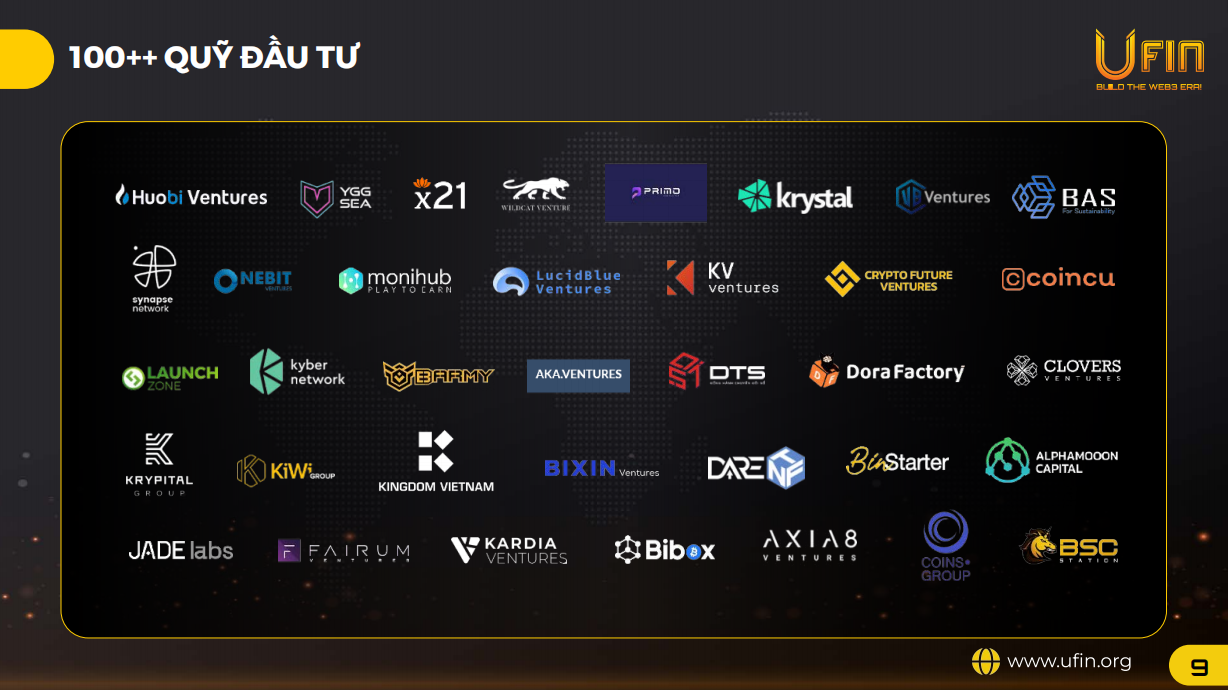 100++ QUỸ ĐẦU TƯ
UFIN
BUILD THE WEB3 ERA!
Huobi Ventures
YGG
SEA
x21
WILDCAT VENTURE
PRIMO
krystal
Ventures
BAS
For Sustainability
synapse
network
NEBIT
VENTURES
monihub
PLAY TO EARN
LucidBlue
Ventures
KV
ventures
CRYPTO FUTURE
VENTURES
coincu
LAUNCH
ZONE
kyber
network
BARMY
AKA.VENTURES
DTS
DoraFactory
CLOVERS
VENTURES
KRYPITAL
GROUP
KiWi GROUP
KINGDOM VIETNAM
BIXIN Ventures
DARE NFT
BinStarter
ALPHAMOOON
CAPITAL
JADE labs
FAIRUM
VENTURES
KARDIA
VENTURES
Bibox
AXIA8
VENTURES
COINS
GROUP
BSC
STATION
www.ufin.org
9